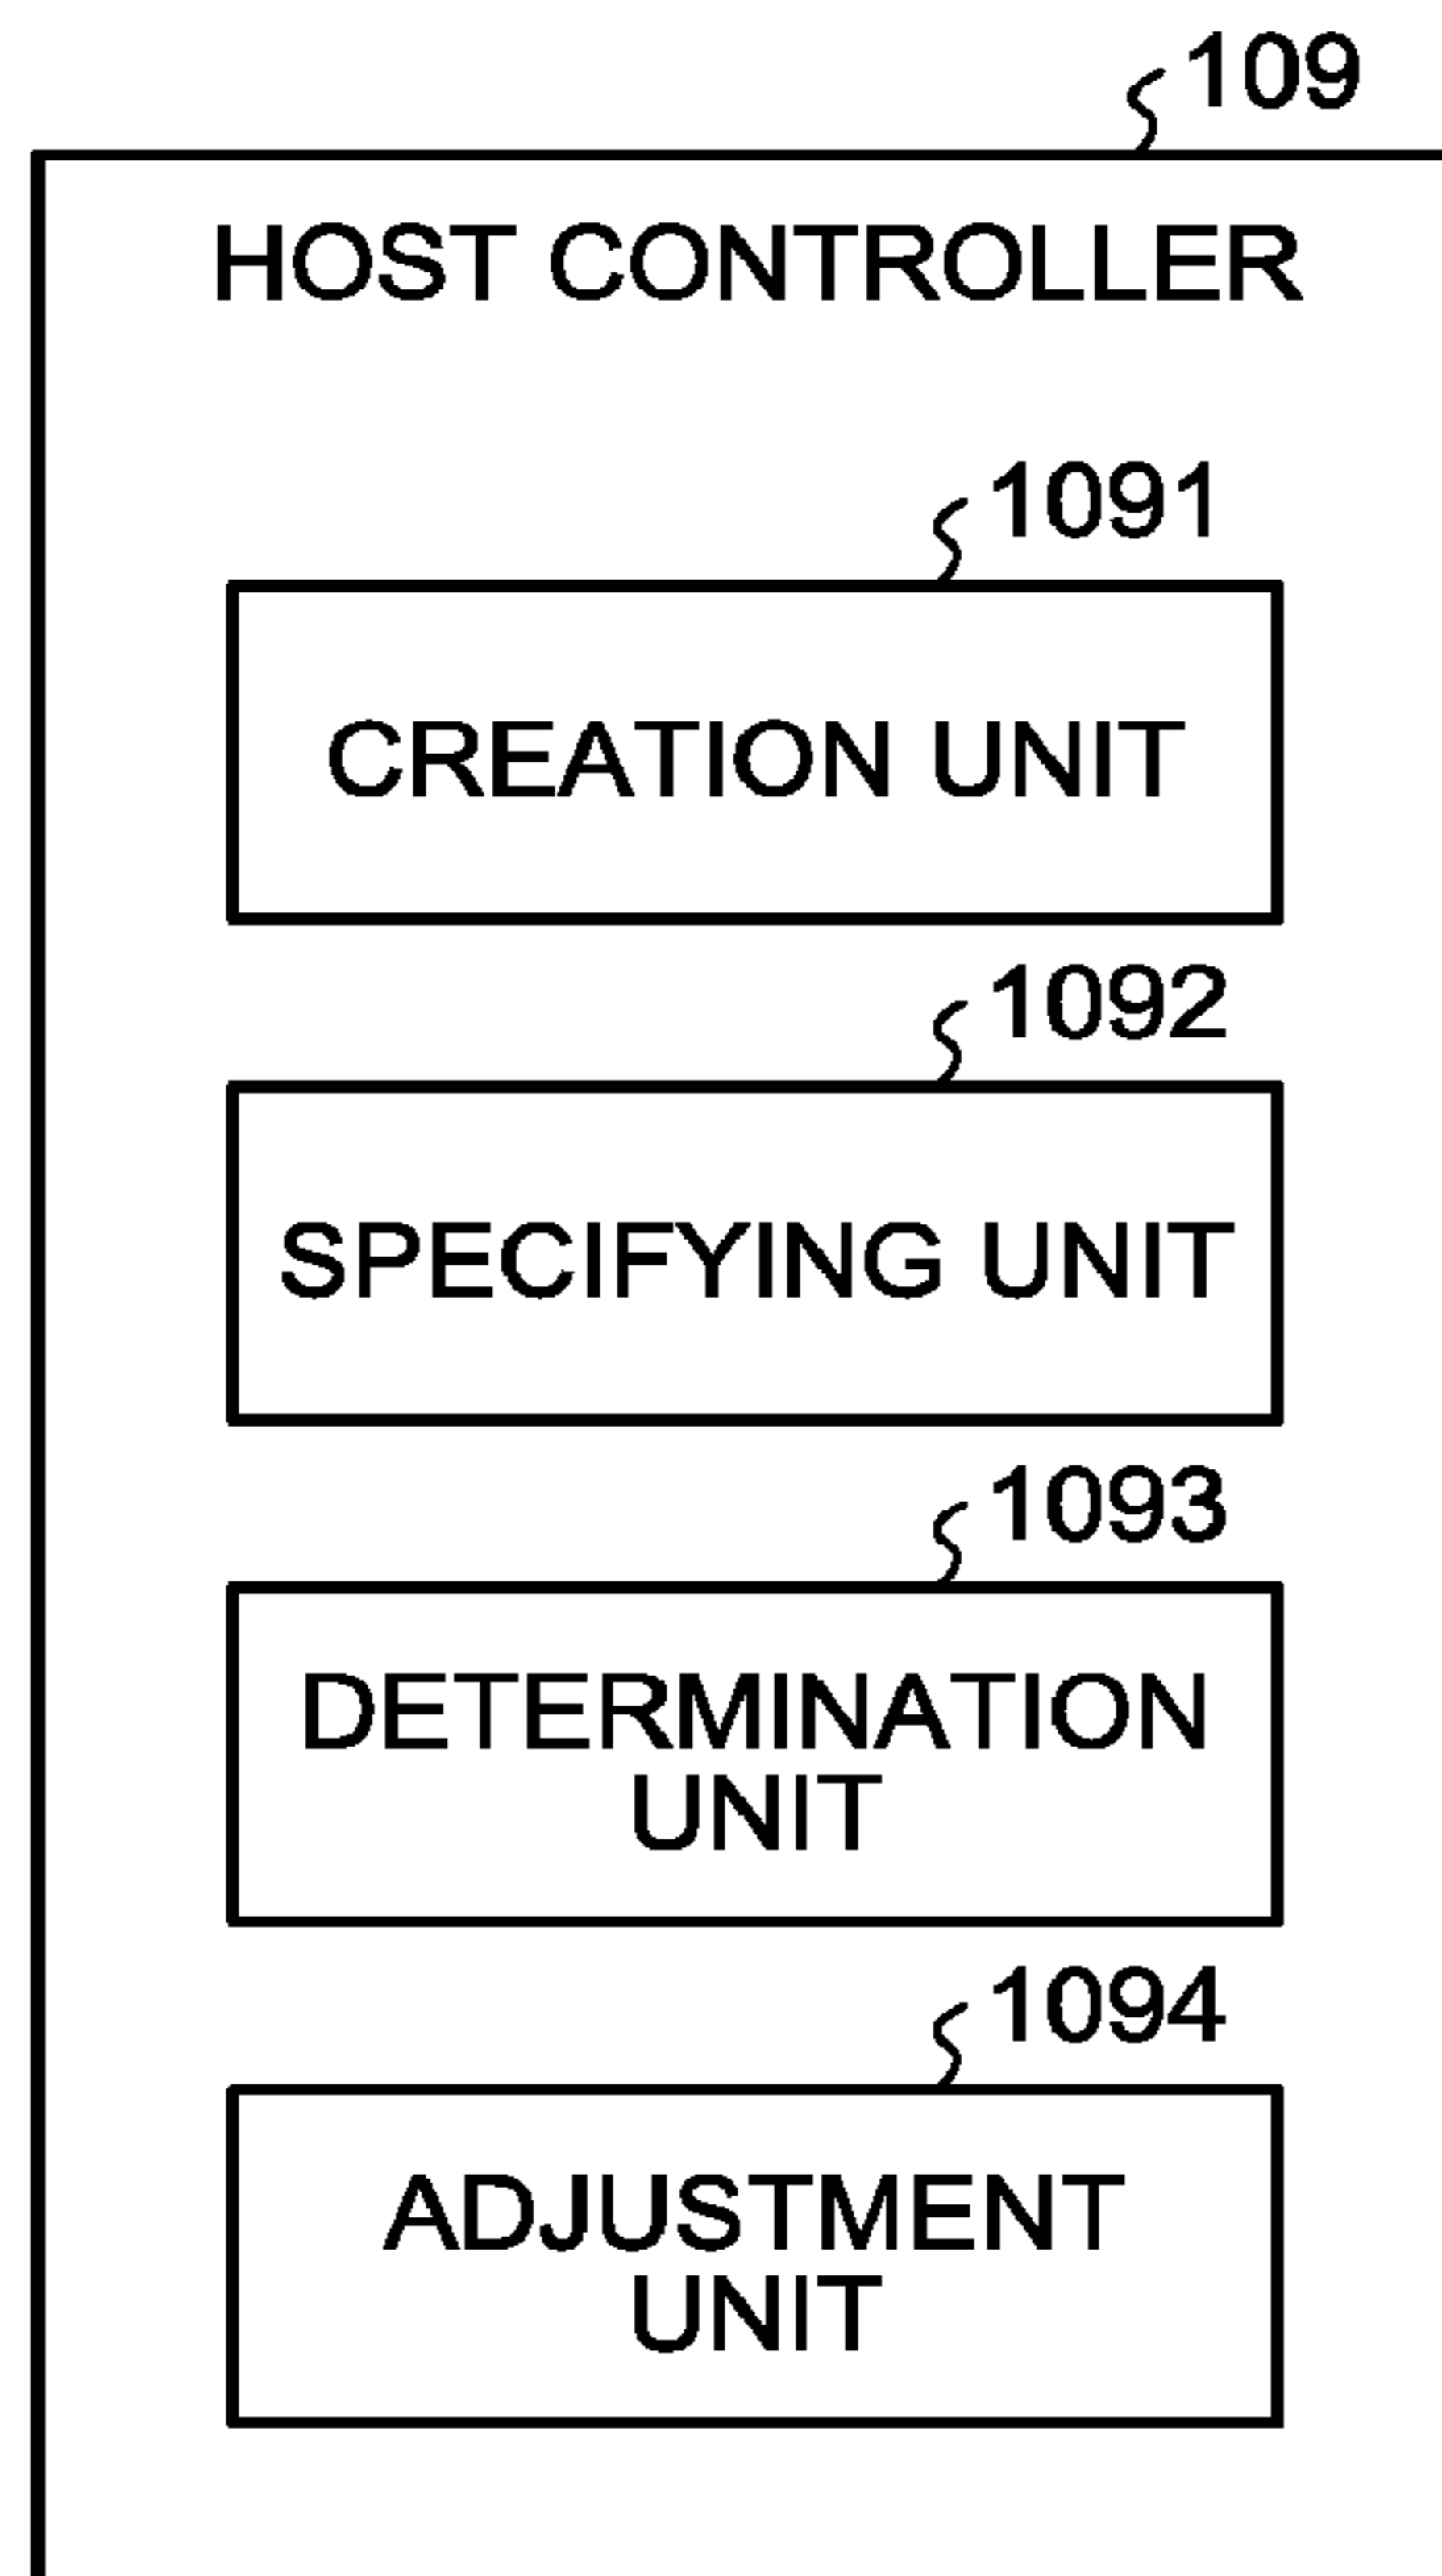 109
HOST CONTROLLER
1091
CREATION UNIT
1092
SPECIFYING UNIT
1093
DETERMINATION
UNIT
1094
ADJUSTMENT
UNIT